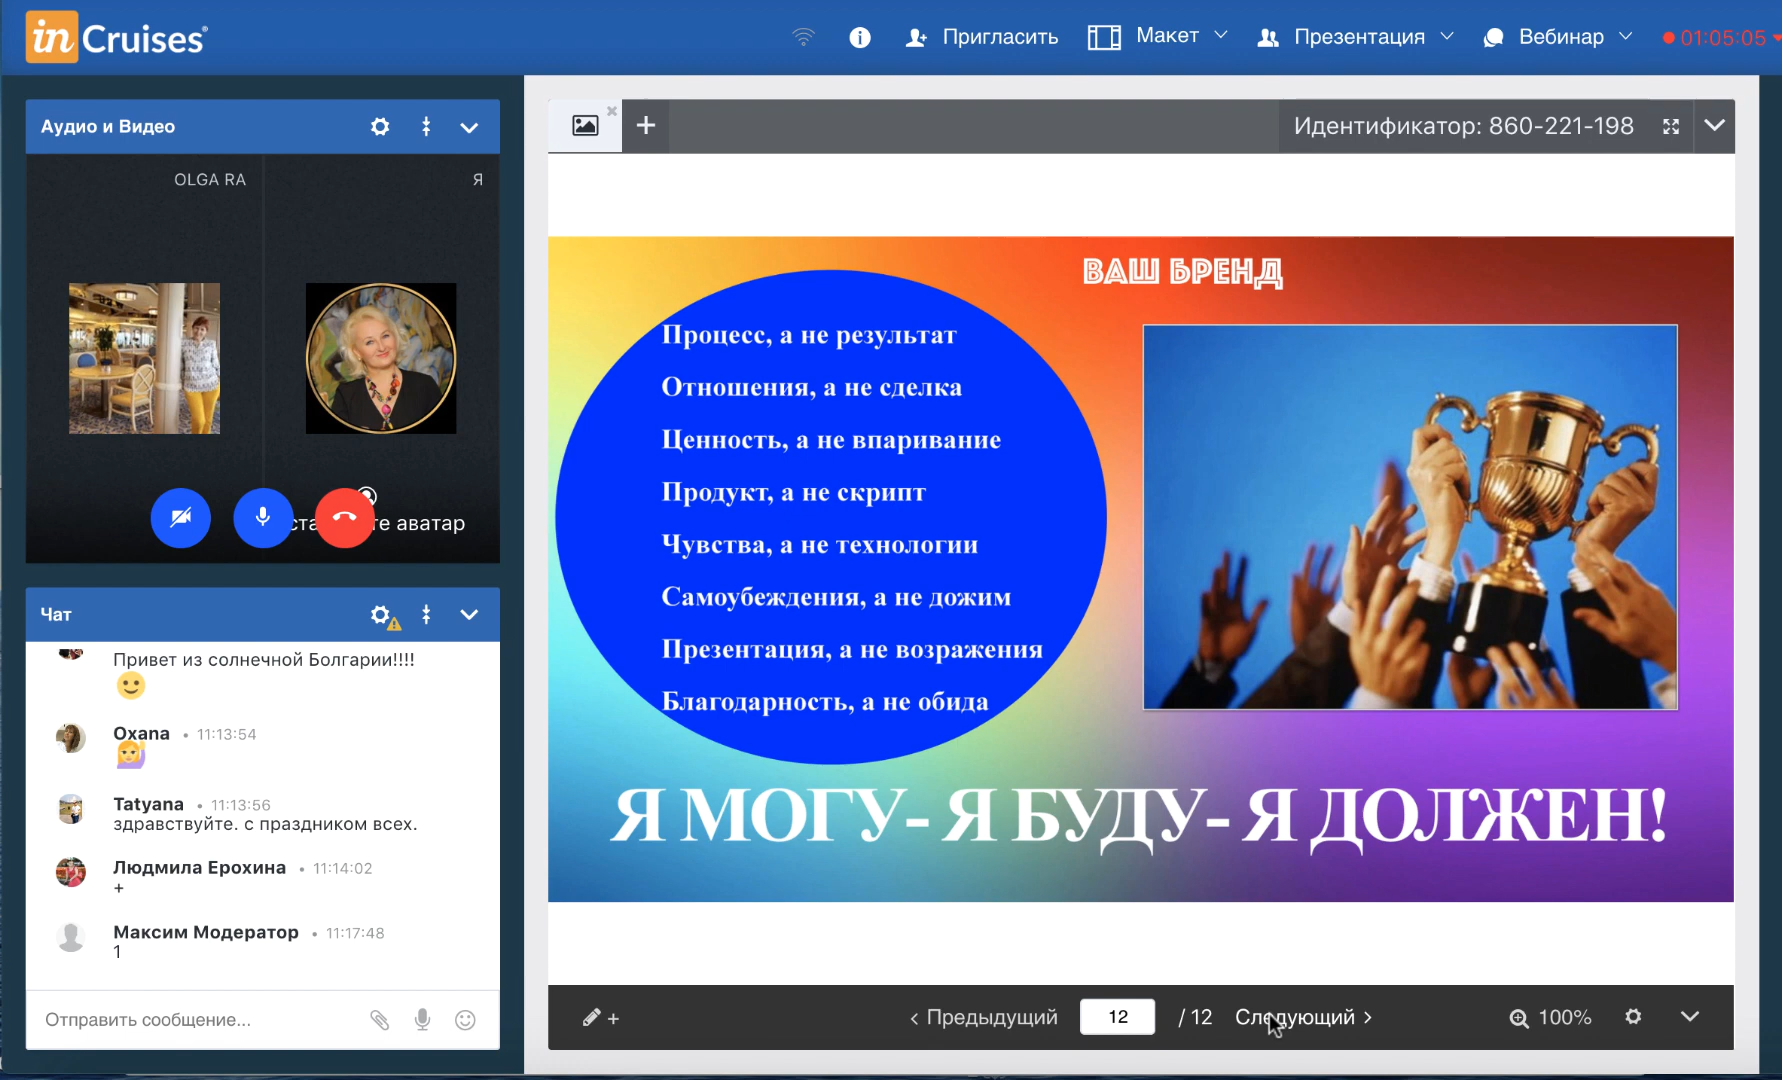 inCruises®
Пригласить
Макет
Презентация
Вебинар
01:05:05
Аудио и Видео
OLGA RA
Я
те аватар
Чат
Привет из солнечной Болгарии!!!!
Oxana • 11:13:54
Tatyana • 11:13:56
здравствуйте. с праздником всех.
Людмила Ерохина • 11:14:02
+
Максим Модератор • 11:17:48
1
Отправить сообщение...
Идентификатор: 860-221-198
ВАШ БРЕНД
Процесс, а не результат
Отношения, а не сделка
Ценность, а не впаривание
Продукт, а не скрипт
Чувства, а не технологии
Самоубеждения, а не дожим
Презентация, а не возражения
Благодарность, а не обида
Я МОГУ- Я БУДУ- Я ДОЛЖЕН!
‹ Предыдущий 12 / 12 Следующий ›
100%